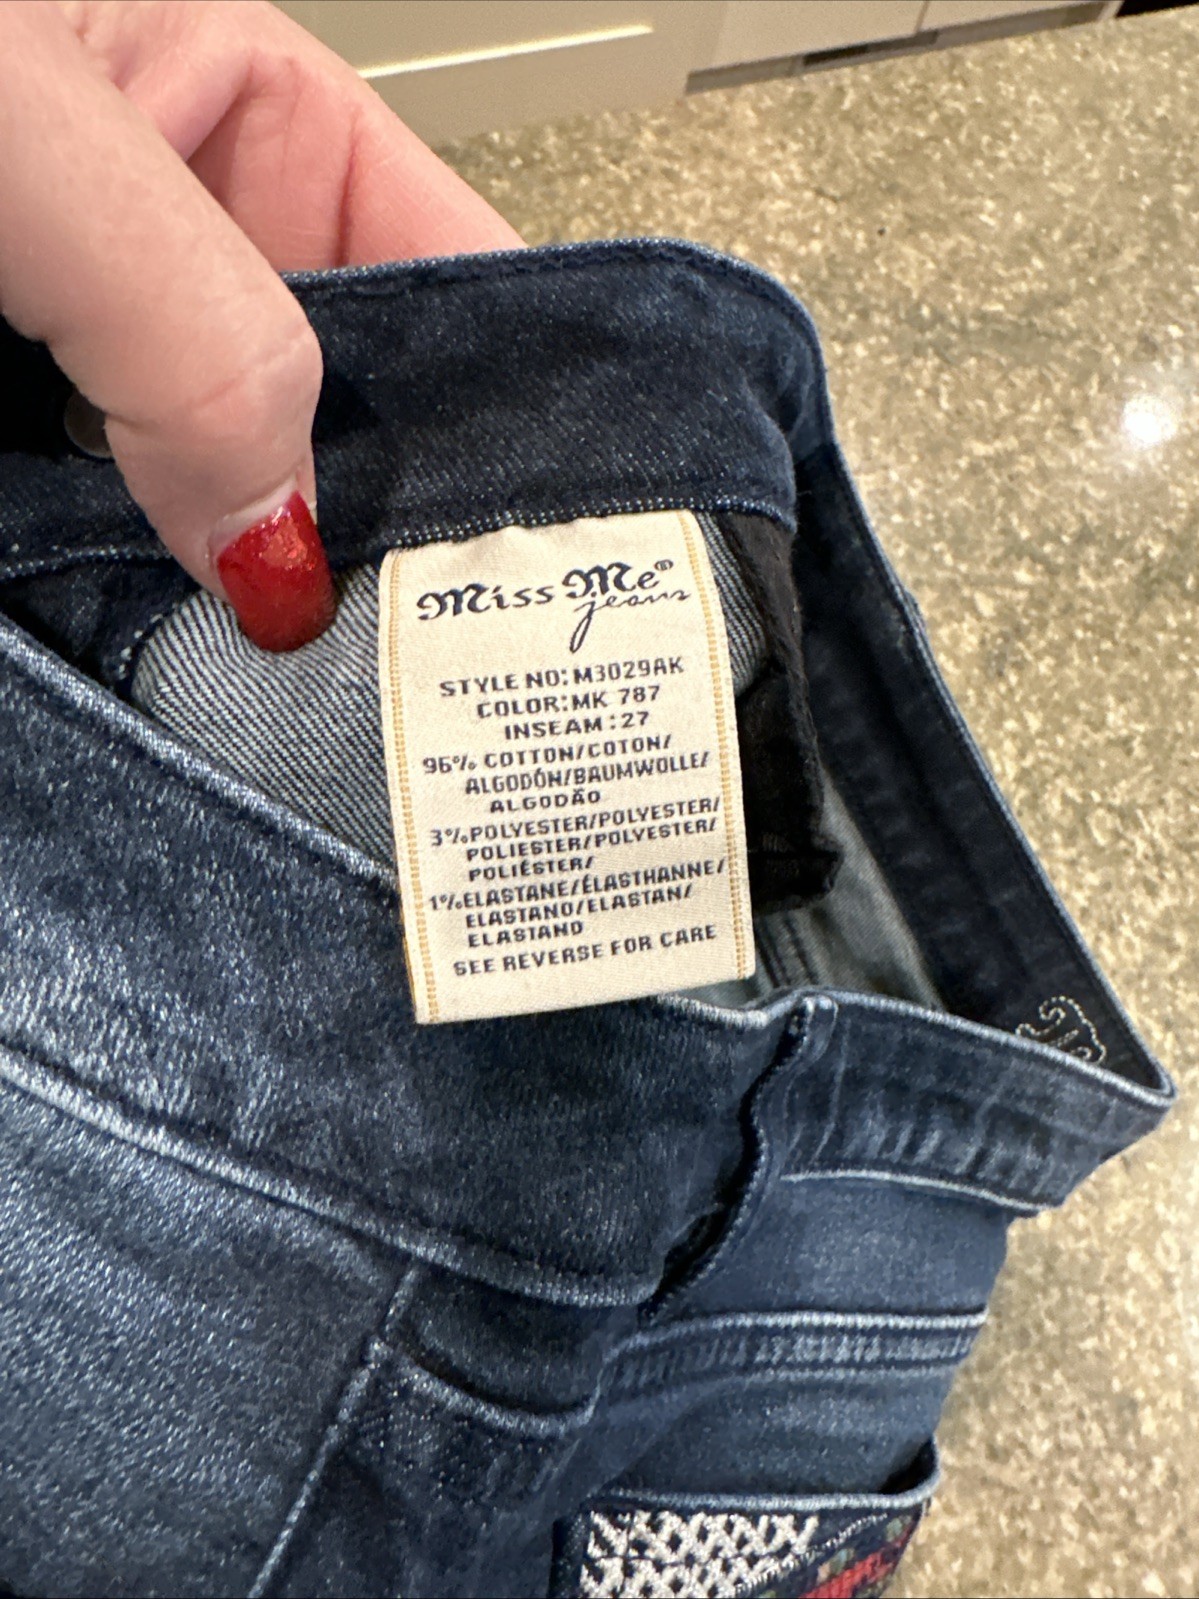 Miss Me®
jeans
STYLE NO: M3029AK
COLOR: MK 787
INSEAM : 27
96% COTTON/COTON/
ALGODÓN/BAUMWOLLE/
ALGODÃO
3% POLYESTER/POLYESTER/
POLIESTER/POLYESTER/
POLIÉSTER/
1% ELASTANE/ÉLASTHANNE/
ELASTANO/ELASTAN/
ELASTANO
SEE REVERSE FOR CARE